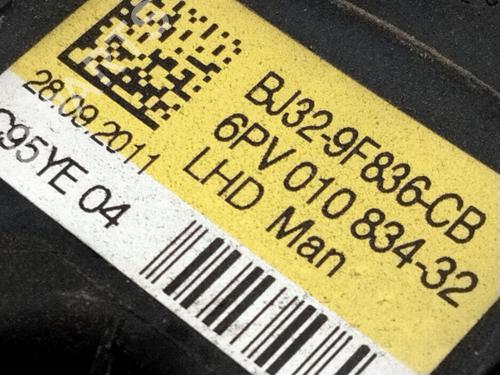 BJ32-9F836-CB
6PV 010 834-32
LHD Man
28.09.2011
C95YE 04